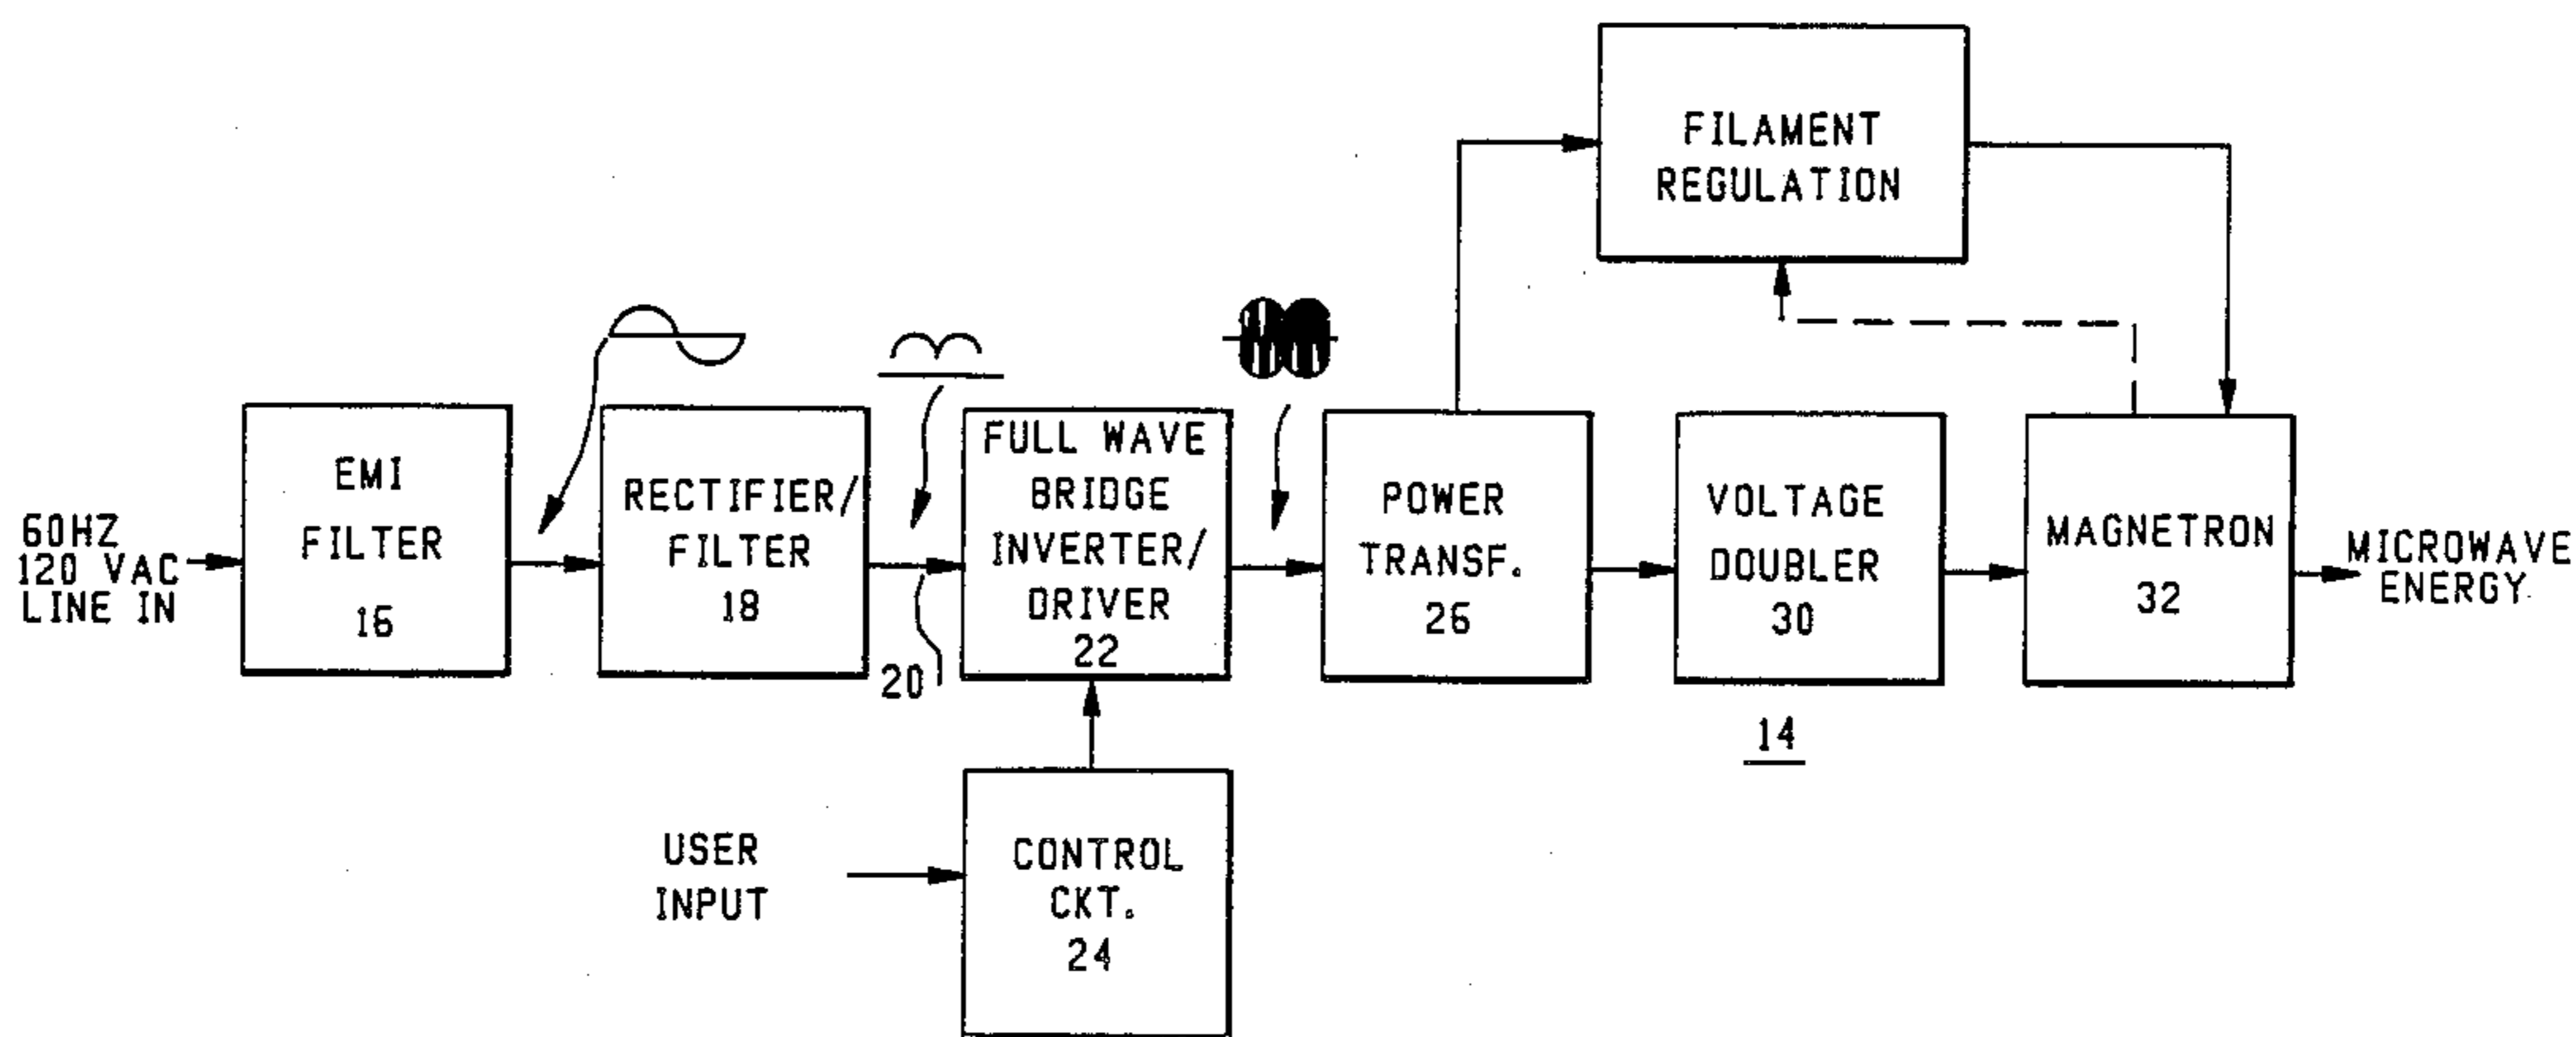 FILAMENT
REGULATION
60HZ
120 VAC
LINE IN
EMI
FILTER
16
RECTIFIER/
FILTER
18
20
FULL WAVE
BRIDGE
INVERTER/
DRIVER
22
POWER
TRANSF.
26
VOLTAGE
DOUBLER
30
MAGNETRON
32
MICROWAVE
ENERGY
14
USER
INPUT
CONTROL
CKT.
24